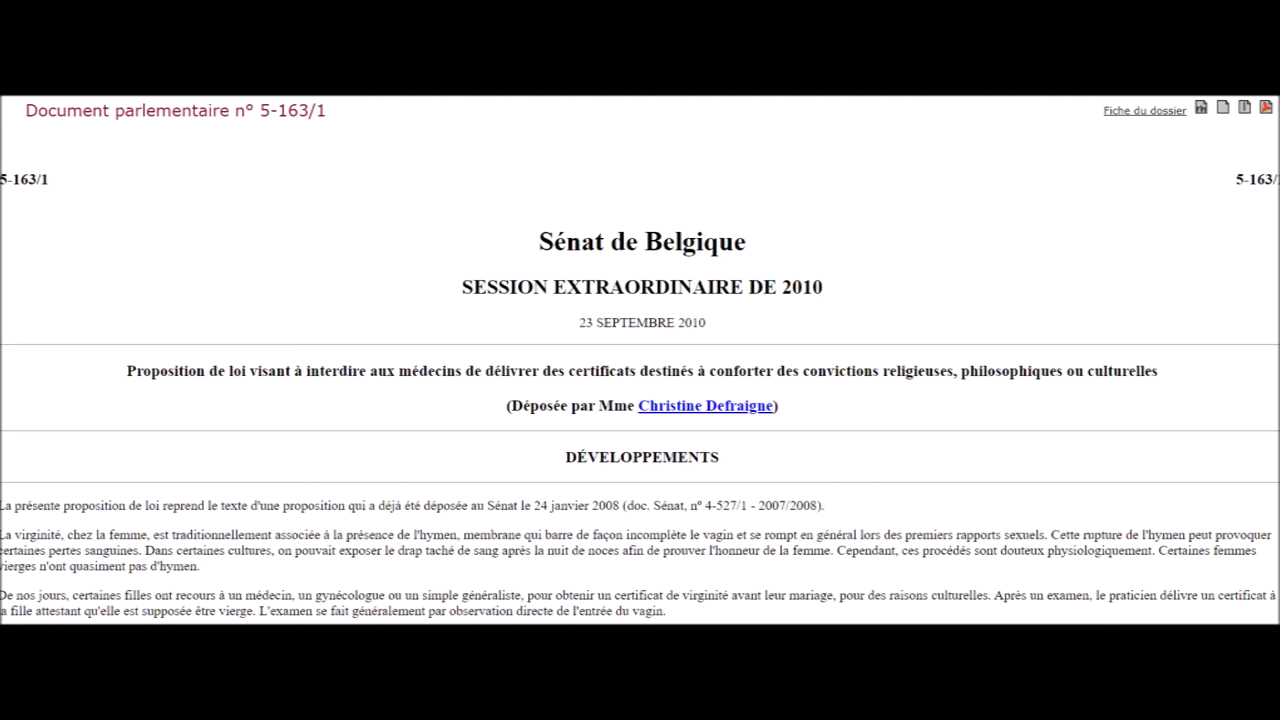 Document parlementaire n° 5-163/1
Fiche du dossier
5-163/1
5-163/
Sénat de Belgique
SESSION EXTRAORDINAIRE DE 2010
23 SEPTEMBRE 2010
Proposition de loi visant à interdire aux médecins de délivrer des certificats destinés à conforter des convictions religieuses, philosophiques ou culturelles
(Déposée par Mme Christine Defraigne)
DÉVELOPPEMENTS
La présente proposition de loi reprend le texte d'une proposition qui a déjà été déposée au Sénat le 24 janvier 2008 (doc. Sénat, nº 4-527/1 - 2007/2008).
La virginité, chez la femme, est traditionnellement associée à la présence de l'hymen, membrane qui barre de façon incomplète le vagin et se rompt en général lors des premiers rapports sexuels. Cette rupture de l'hymen peut provoquer
certaines pertes sanguines. Dans certaines cultures, on pouvait exposer le drap taché de sang après la nuit de noces afin de prouver l'honneur de la femme. Cependant, ces procédés sont douteux physiologiquement. Certaines femmes
vierges n'ont quasiment pas d'hymen.
De nos jours, certaines filles ont recours à un médecin, un gynécologue ou un simple généraliste, pour obtenir un certificat de virginité avant leur mariage, pour des raisons culturelles. Après un examen, le praticien délivre un certificat à
la fille attestant qu'elle est supposée être vierge. L'examen se fait généralement par observation directe de l'entrée du vagin.